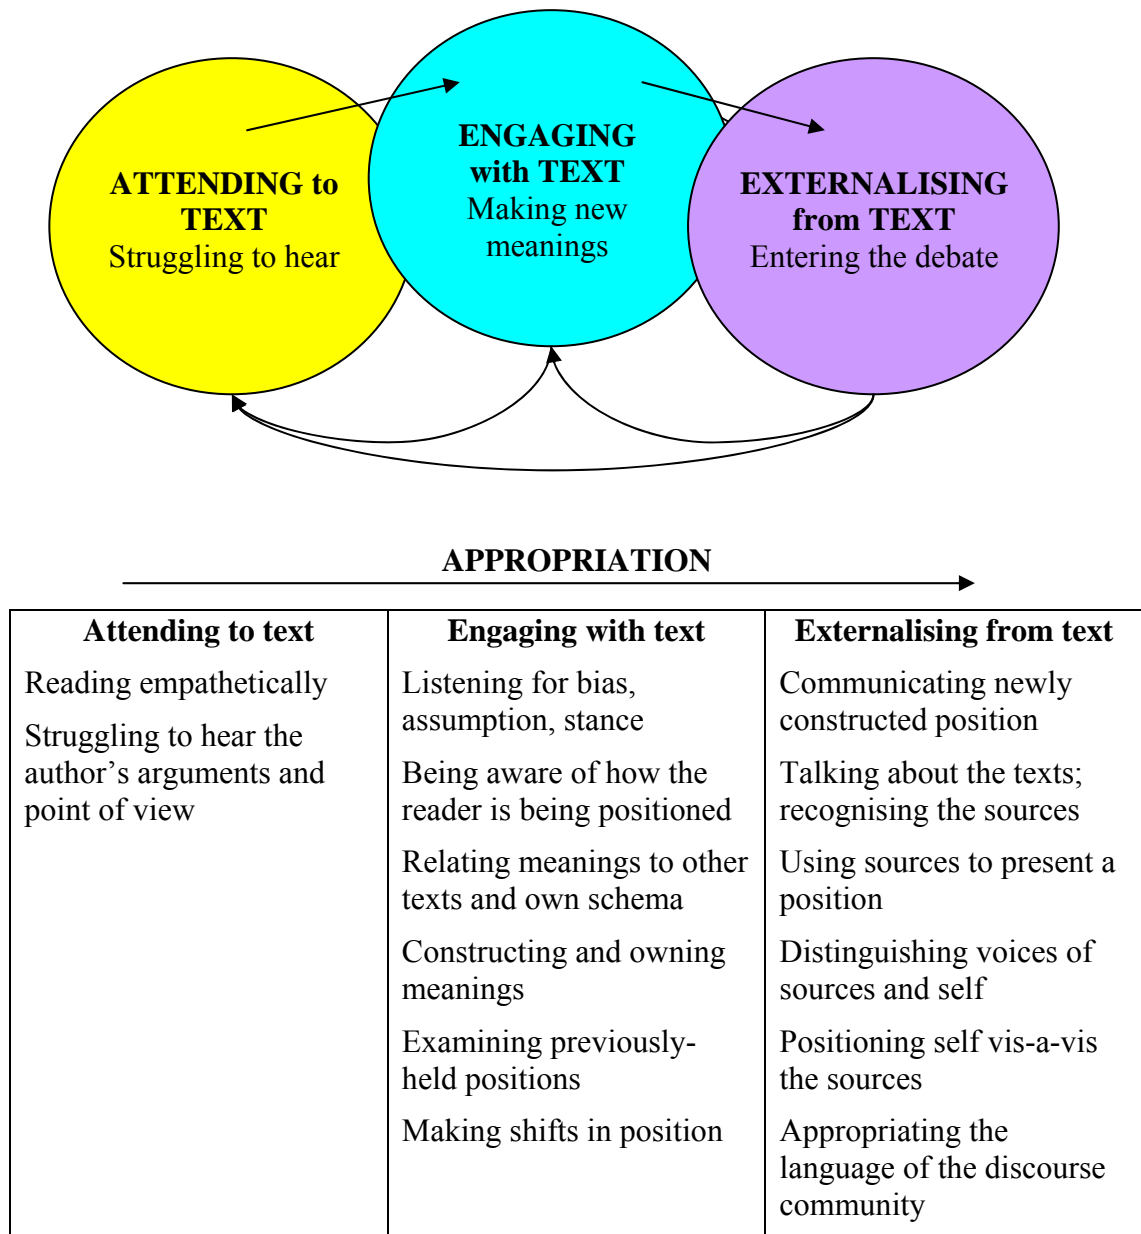 ATTENDING to
TEXT
Struggling to hear
ENGAGING
with TEXT
Making new
meanings
EXTERNALISING
from TEXT
Entering the debate
APPROPRIATION
Attending to text
Reading empathetically
Struggling to hear the
author’s arguments and
point of view
Engaging with text
Listening for bias,
assumption, stance
Being aware of how the
reader is being positioned
Relating meanings to other
texts and own schema
Constructing and owning
meanings
Examining previously-
held positions
Making shifts in position
Externalising from text
Communicating newly
constructed position
Talking about the texts;
recognising the sources
Using sources to present a
position
Distinguishing voices of
sources and self
Positioning self vis-a-vis
the sources
Appropriating the
language of the discourse
community